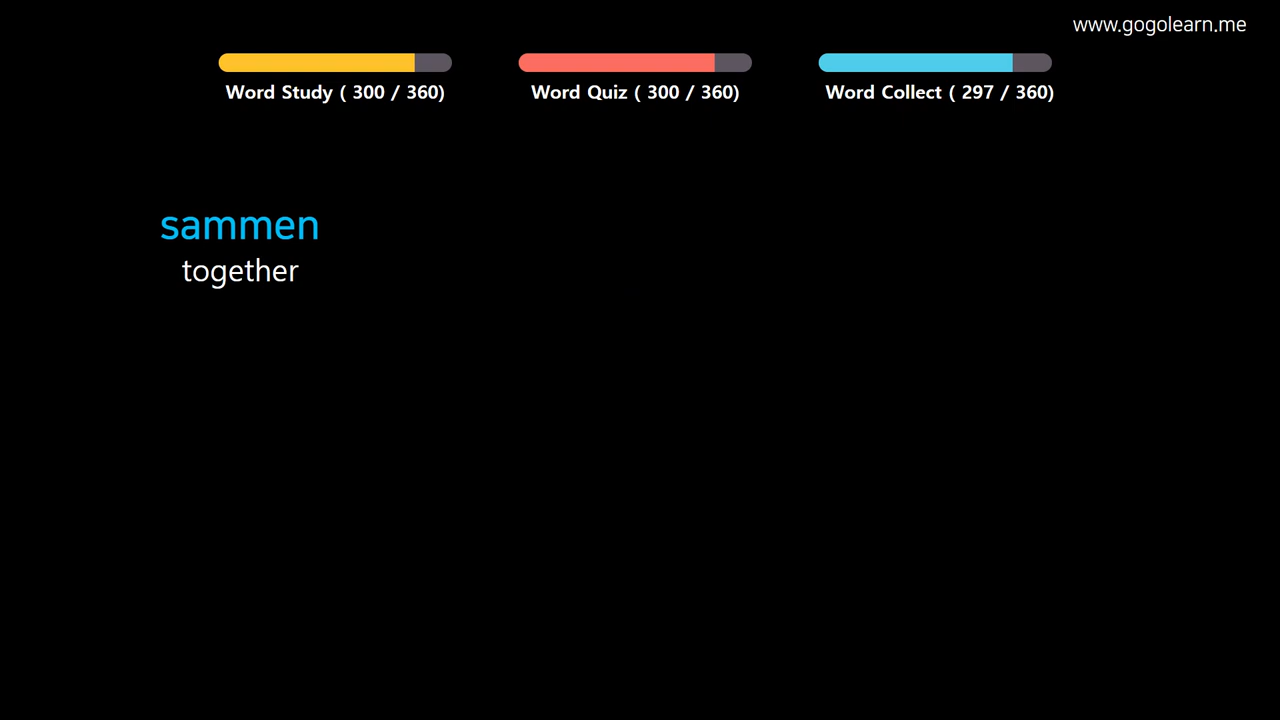 www.gogolearn.me
Word Study ( 300 / 360)
Word Quiz ( 300 / 360)
Word Collect ( 297 / 360)
sammen
together